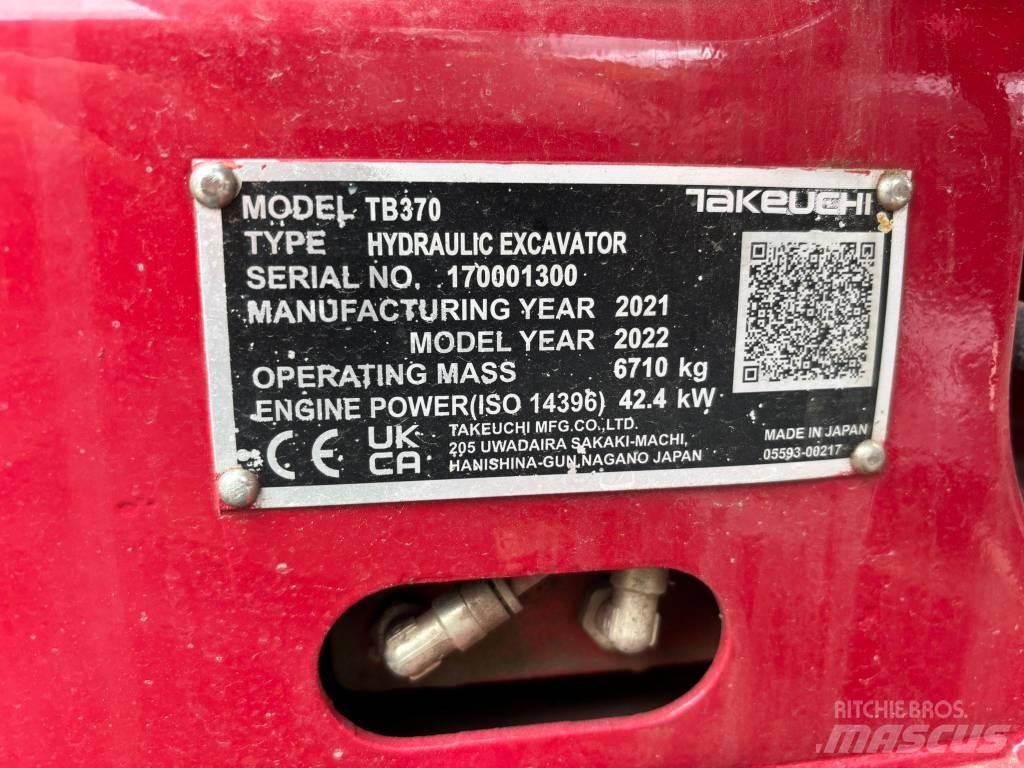 TAKEUCHI
MODEL TB370
TYPE HYDRAULIC EXCAVATOR
SERIAL NO. 170001300
MANUFACTURING YEAR 2021
MODEL YEAR 2022
OPERATING MASS 6710 kg
ENGINE POWER(ISO 14396) 42.4 kW
CE UK
CA
TAKEUCHI MFG.CO.,LTD.
205 UWADAIRA SAKAKI-MACHI,
HANISHINA-GUN,NAGANO JAPAN
MADE IN JAPAN
05593-00217
RITCHIE BROS.
MASCUS